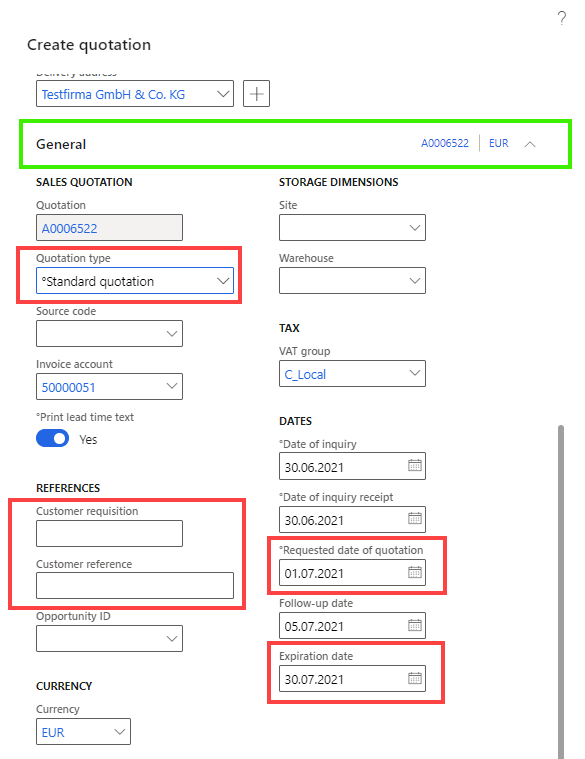 ?
Create quotation
Delivery address
Testfirma GmbH & Co. KG
General
A0006522
EUR
SALES QUOTATION
Quotation
A0006522
Quotation type
°Standard quotation
Source code
Invoice account
50000051
°Print lead time text
Yes
REFERENCES
Customer requisition
Customer reference
Opportunity ID
CURRENCY
Currency
EUR
STORAGE DIMENSIONS
Site
Warehouse
TAX
VAT group
C_Local
DATES
°Date of inquiry
30.06.2021
°Date of inquiry receipt
30.06.2021
°Requested date of quotation
01.07.2021
Follow-up date
05.07.2021
Expiration date
30.07.2021